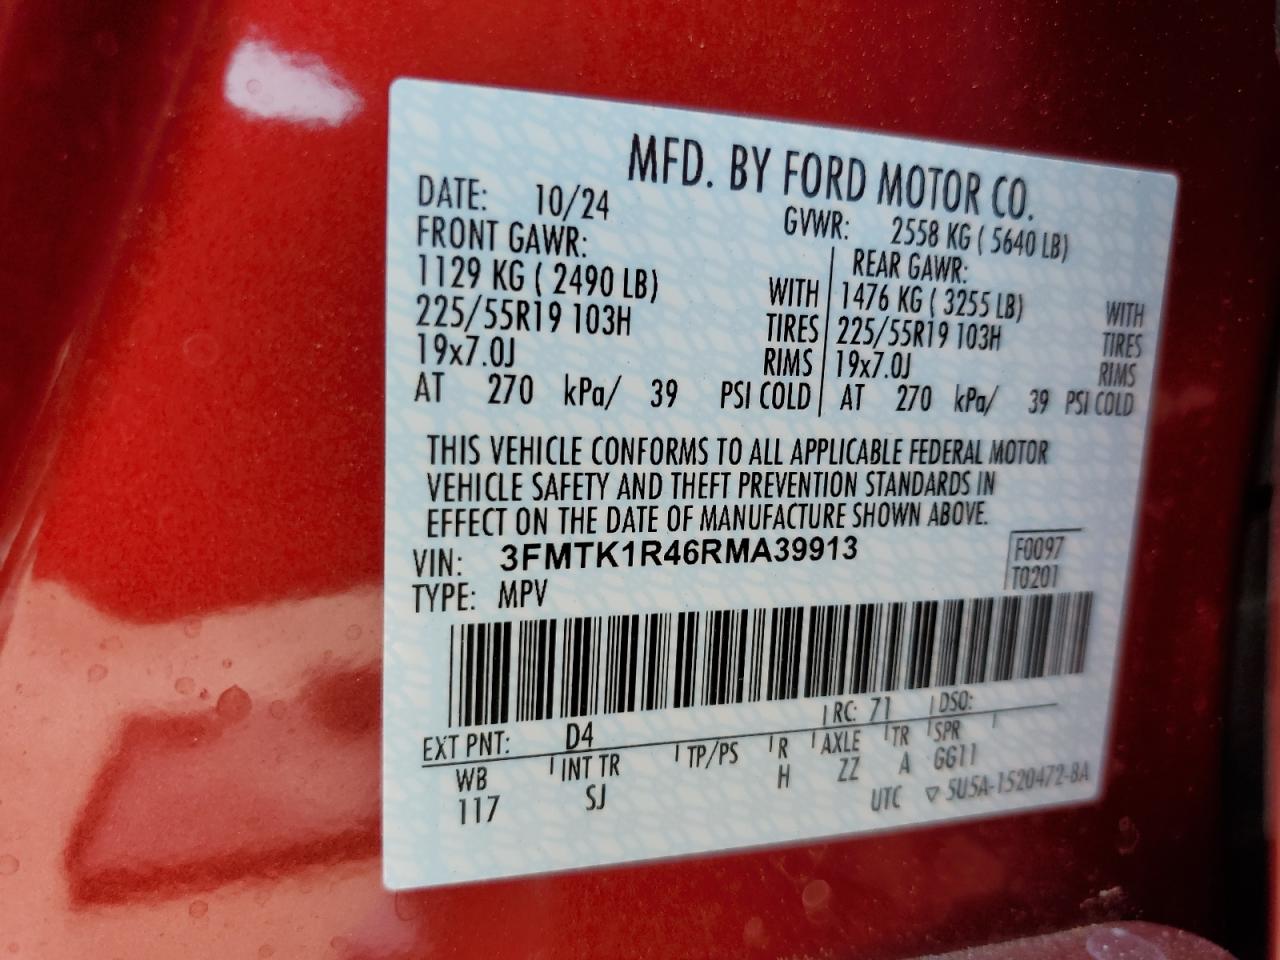 MFD. BY FORD MOTOR CO.
DATE: 10/24 GVWR: 2558 KG ( 5640 LB)
FRONT GAWR: REAR GAWR:
1129 KG ( 2490 LB) WITH 1476 KG ( 3255 LB) WITH
225/55R19 103H TIRES 225/55R19 103H TIRES
19x7.0J RIMS 19x7.0J RIMS
AT 270 kPa/ 39 PSI COLD AT 270 kPa/ 39 PSI COLD
THIS VEHICLE CONFORMS TO ALL APPLICABLE FEDERAL MOTOR
VEHICLE SAFETY AND THEFT PREVENTION STANDARDS IN
EFFECT ON THE DATE OF MANUFACTURE SHOWN ABOVE.
VIN: 3FMTK1R46RMA39913 F0097
TYPE: MPV T0201
EXT PNT: D4 RC: 71 DSO:
WB INT TR TP/PS R AXLE TR SPR
117 SJ H ZZ A GG11
UTC ▽ 5U5A-1520472-BA